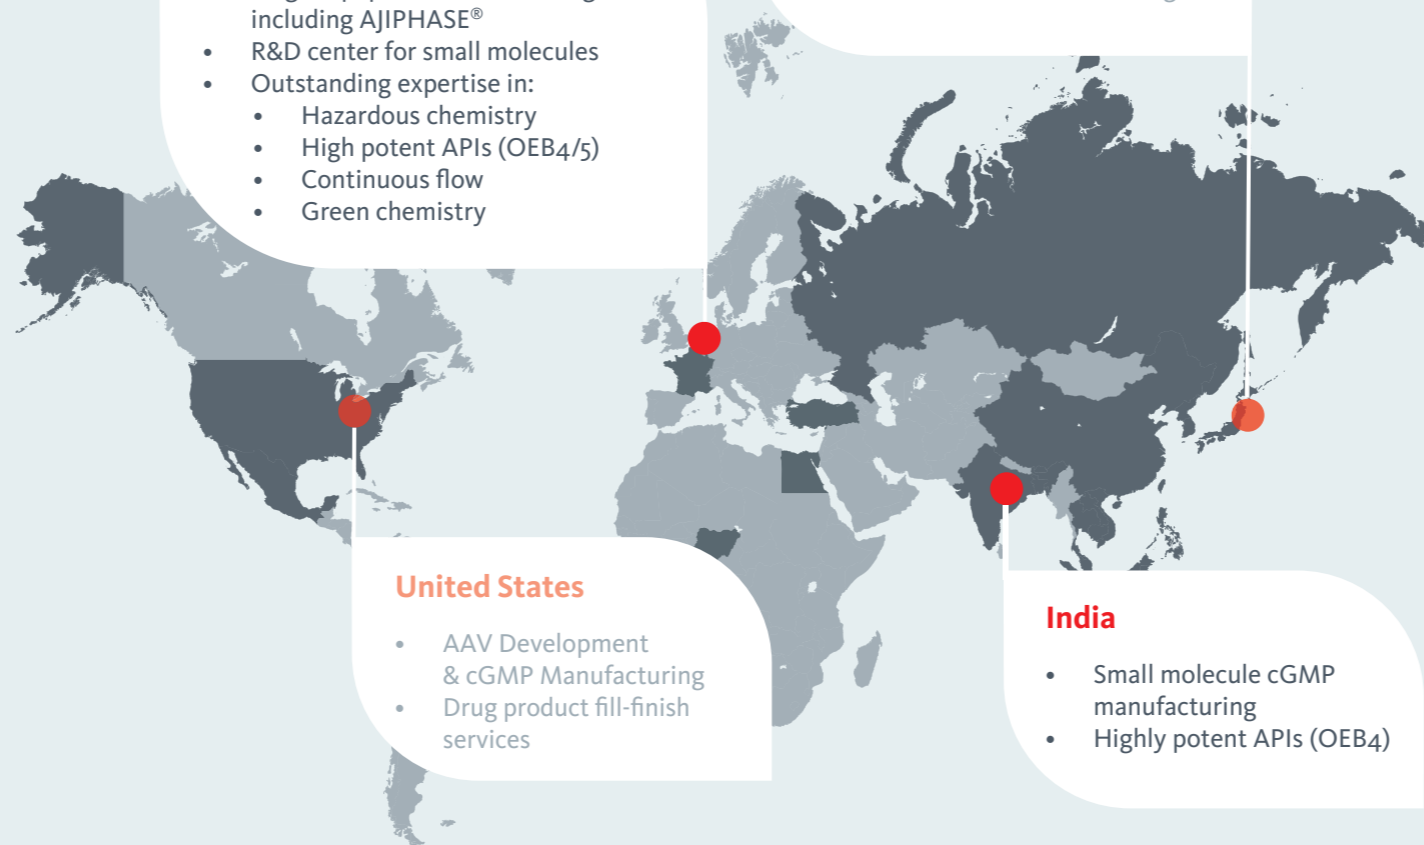 including AJIPHASE®
• R&D center for small molecules
• Outstanding expertise in:
• Hazardous chemistry
• High potent APIs (OEB4/5)
• Continuous flow
• Green chemistry
United States
• AAV Development
& cGMP Manufacturing
• Drug product fill-finish
services
India
• Small molecule cGMP
manufacturing
• Highly potent APIs (OEB4)